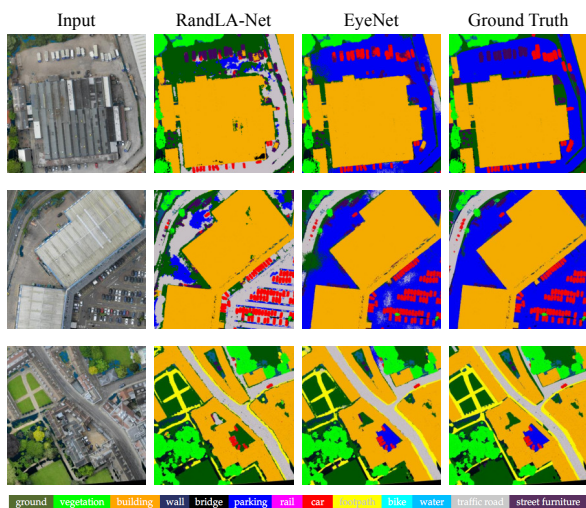 Input RandLA-Net EyeNet Ground Truth
ground vegetation building wall bridge parking rail car footpath bike water traffic road street furniture